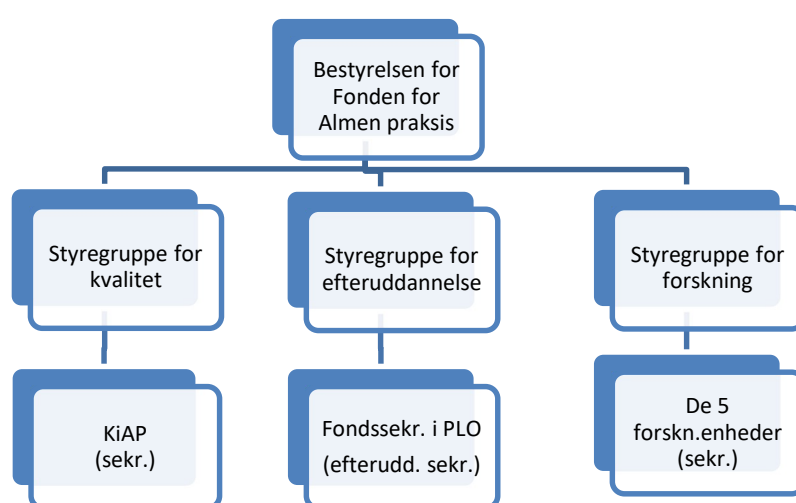 Bestyrelsen for
Fonden for
Almen praksis
Styregruppe for
kvalitet
Styregruppe for
efteruddannelse
Styregruppe for
forskning
KiAP
(sekr.)
Fondssekr. i PLO
(efterudd. sekr.)
De 5
forskn.enheder
(sekr.)